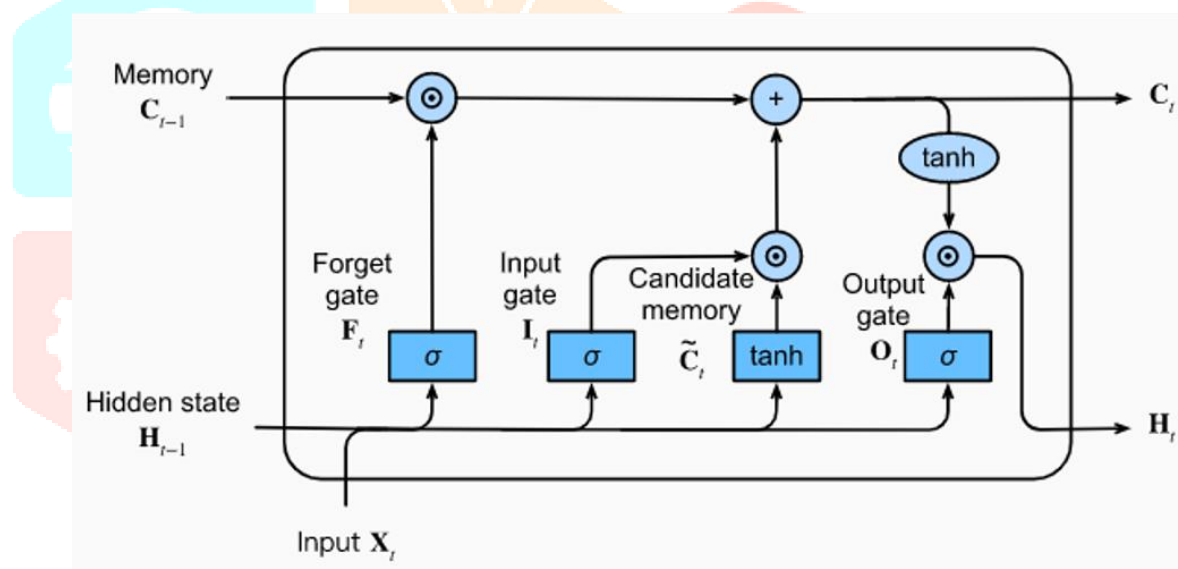 Memory
C_{t-1}
+
C_t
tanh
Forget
gate
F_t
Input
gate
I_t
Candidate
memory
C̃_t
Output
gate
O_t
σ
σ
tanh
σ
Hidden state
H_{t-1}
H_t
Input X_t